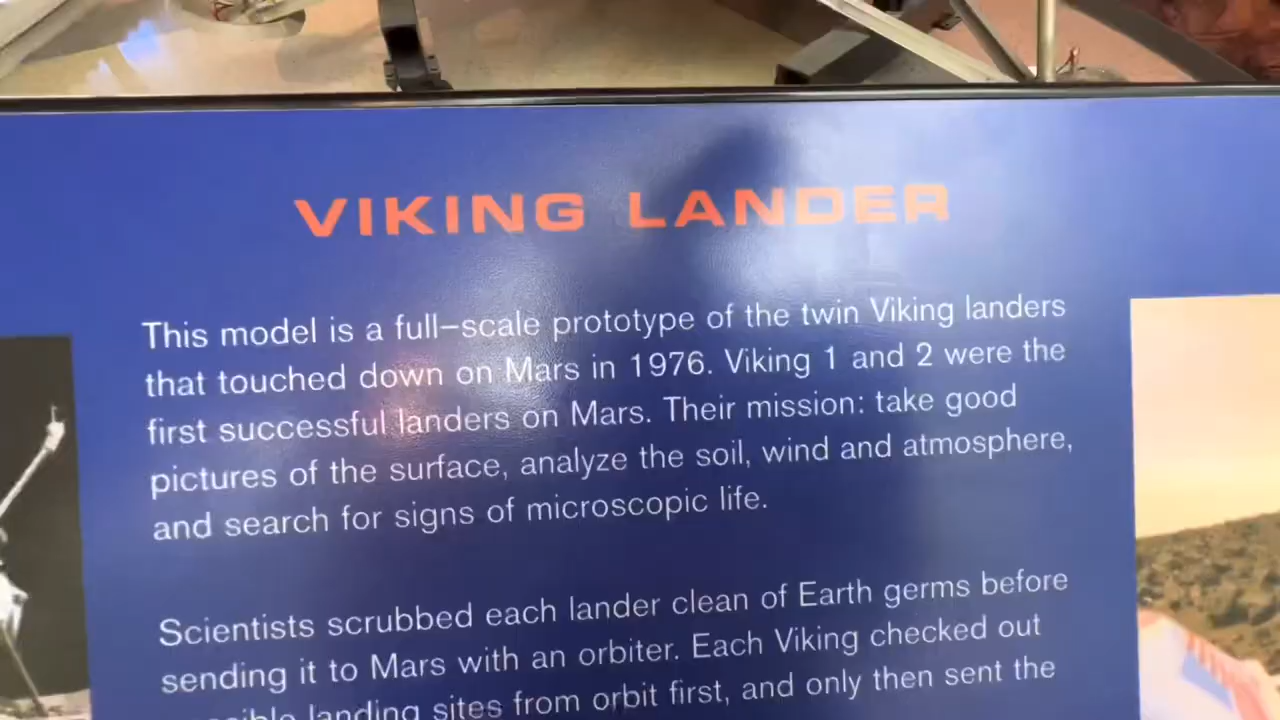 VIKING LANDER
This model is a full-scale prototype of the twin Viking landers
that touched down on Mars in 1976. Viking 1 and 2 were the
first successful landers on Mars. Their mission: take good
pictures of the surface, analyze the soil, wind and atmosphere,
and search for signs of microscopic life.
Scientists scrubbed each lander clean of Earth germs before
sending it to Mars with an orbiter. Each Viking checked out
landing sites from orbit first, and only then sent the